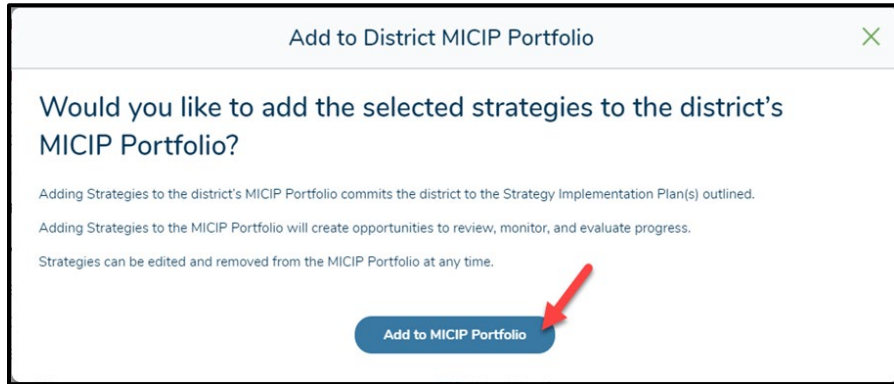 Add to District MICIP Portfolio
Would you like to add the selected strategies to the district's
MICIP Portfolio?
Adding Strategies to the district's MICIP Portfolio commits the district to the Strategy Implementation Plan(s) outlined.
Adding Strategies to the MICIP Portfolio will create opportunities to review, monitor, and evaluate progress.
Strategies can be edited and removed from the MICIP Portfolio at any time.
Add to MICIP Portfolio